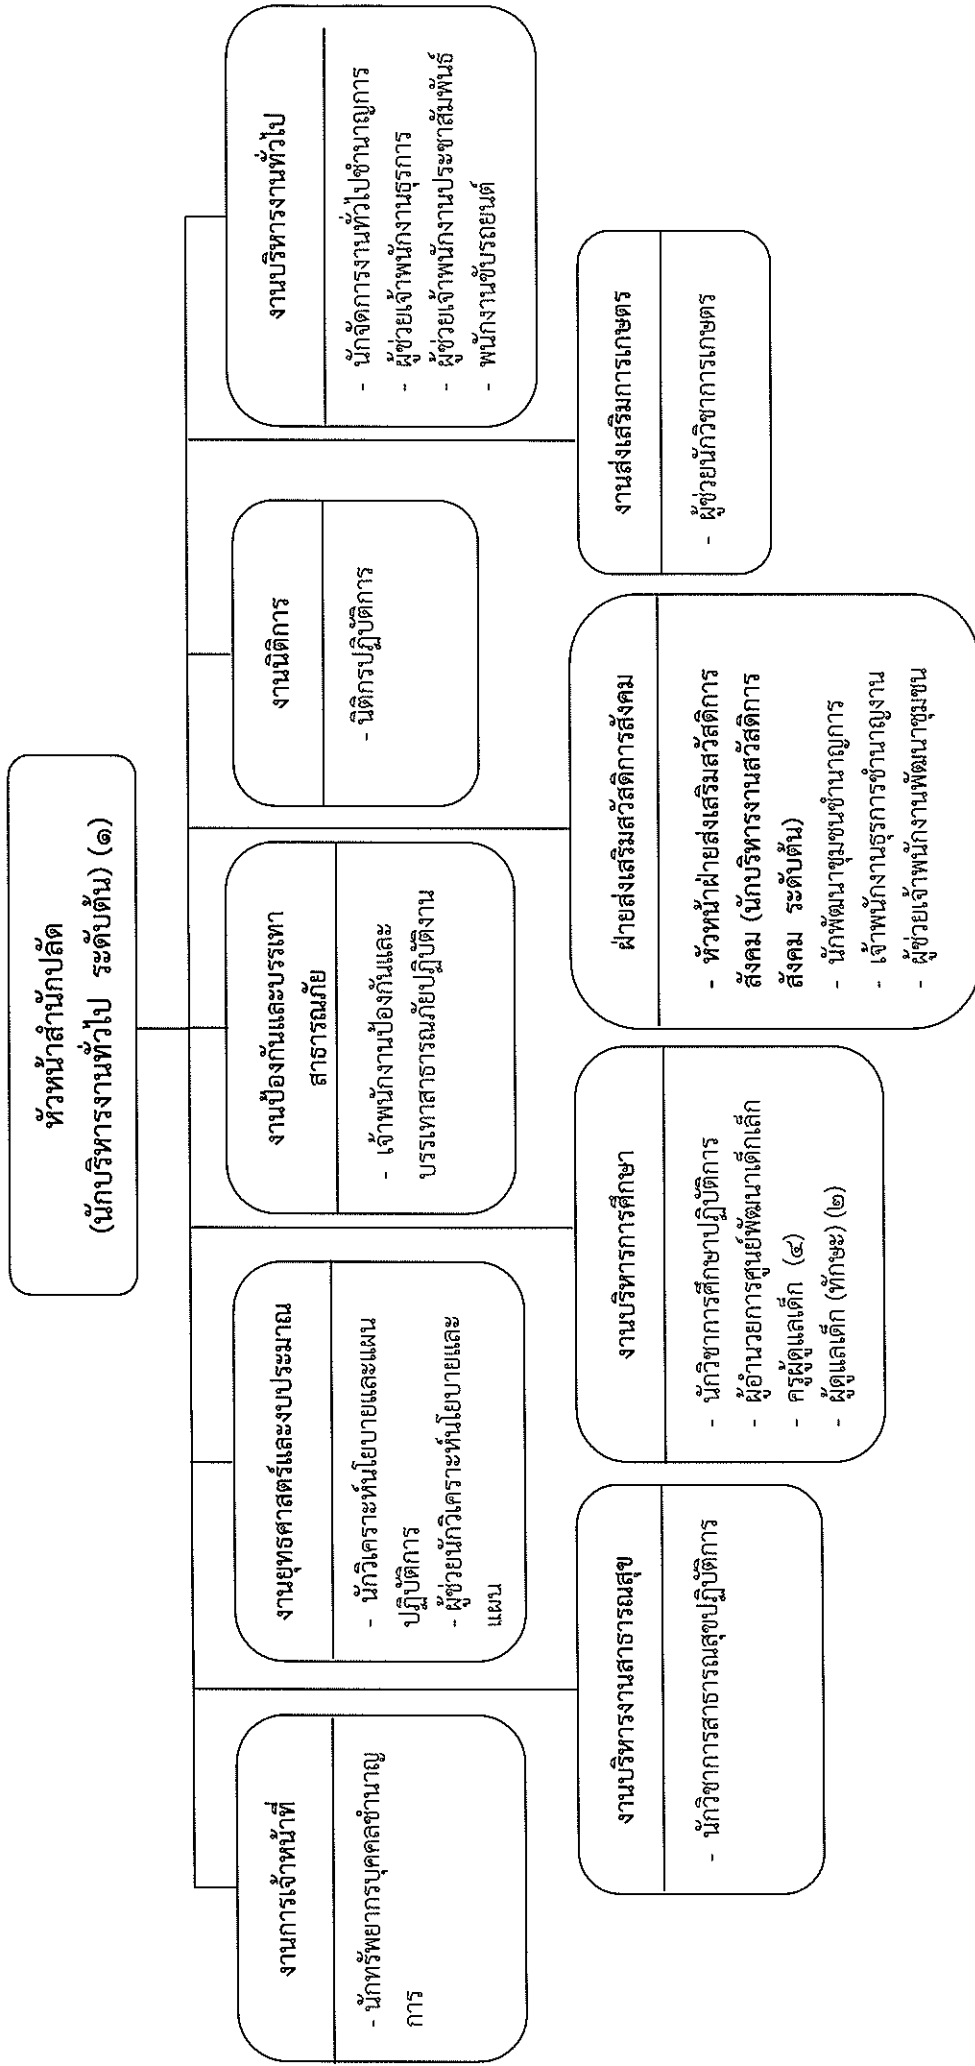 หัวหน้าสำนักปลัด
(นักบริหารงานทั่วไป ระดับต้น) (๑)
งานการเจ้าหน้าที่
- นักทรัพยากรบุคคลชำนาญ
การ
งานยุทธศาสตร์และงบประมาณ
- นักวิเคราะห์นโยบายและแผน
ปฏิบัติการ
- ผู้ช่วยนักวิเคราะห์นโยบายและ
แผน
งานป้องกันและบรรเทา
สาธารณภัย
- เจ้าพนักงานป้องกันและ
บรรเทาสาธารณภัยปฏิบัติงาน
งานนิติการ
- นิติกรปฏิบัติการ
งานบริหารงานทั่วไป
- นักจัดการงานทั่วไปชำนาญการ
- ผู้ช่วยเจ้าพนักงานธุรการ
- ผู้ช่วยเจ้าพนักงานประชาสัมพันธ์
- พนักงานขับรถยนต์
งานบริหารงานสาธารณสุข
- นักวิชาการสาธารณสุขปฏิบัติการ
งานบริหารการศึกษา
- นักวิชาการศึกษาปฏิบัติการ
- ผู้อำนวยการศูนย์พัฒนาเด็กเล็ก
- ครูผู้ดูแลเด็ก (๔)
- ผู้ดูแลเด็ก (ทักษะ) (๒)
ฝ่ายส่งเสริมสวัสดิการสังคม
- หัวหน้าฝ่ายส่งเสริมสวัสดิการ
สังคม (นักบริหารงานสวัสดิการ
สังคม ระดับต้น)
- นักพัฒนาชุมชนชำนาญการ
- เจ้าพนักงานธุรการชำนาญงาน
- ผู้ช่วยเจ้าพนักงานพัฒนาชุมชน
งานส่งเสริมการเกษตร
- ผู้ช่วยนักวิชาการเกษตร